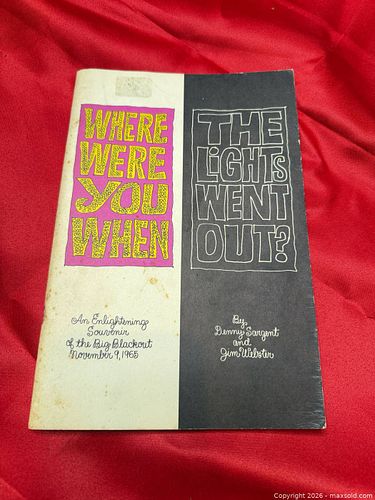 WHERE
WERE
YOU
WHEN
THE
LiGHTS
WENT
OUT?
An Enlightening
Souvenir
of the Big Blackout
November 9, 1965
By
Denny Sargent
and
Jim Webster
Copyright 2026 - maxsold.com